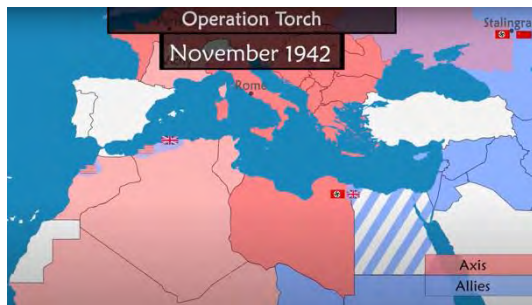 Operation Torch
November 1942
Stalingra
Rome
Axis
Allies